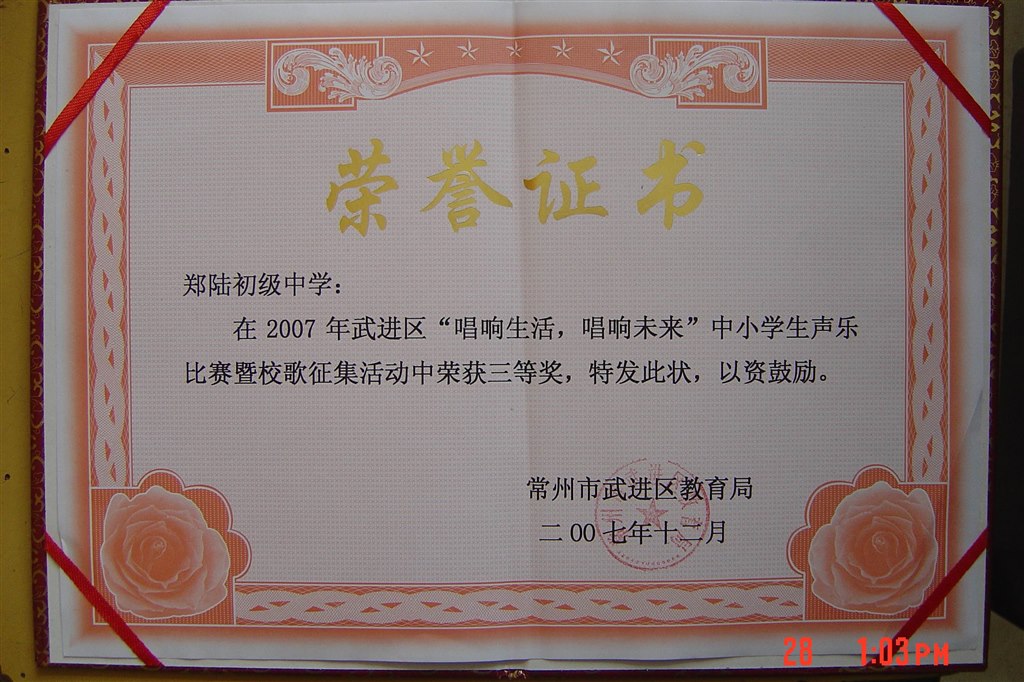 荣誉证书
郑陆初级中学：
在 2007 年武进区“唱响生活，唱响未来”中小学生声乐
比赛暨校歌征集活动中荣获三等奖，特发此状，以资鼓励。
常州市武进区教育局
二00七年十二月
28 1:03PM